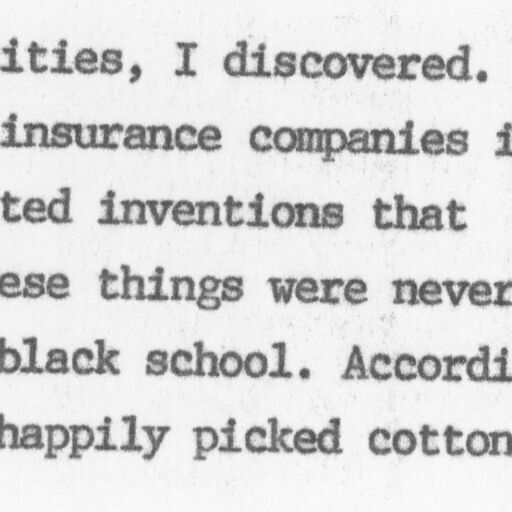 ities, I discovered.
insurance companies i
ted inventions that
ese things were never
black school. Accordi
happily picked cotton